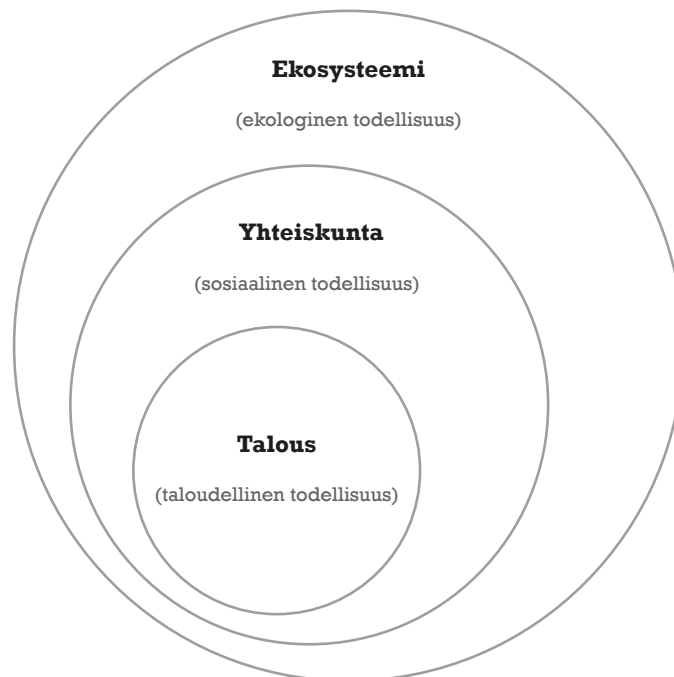 Ekosysteemi
(ekologinen todellisuus)
Yhteiskunta
(sosiaalinen todellisuus)
Talous
(taloudellinen todellisuus)